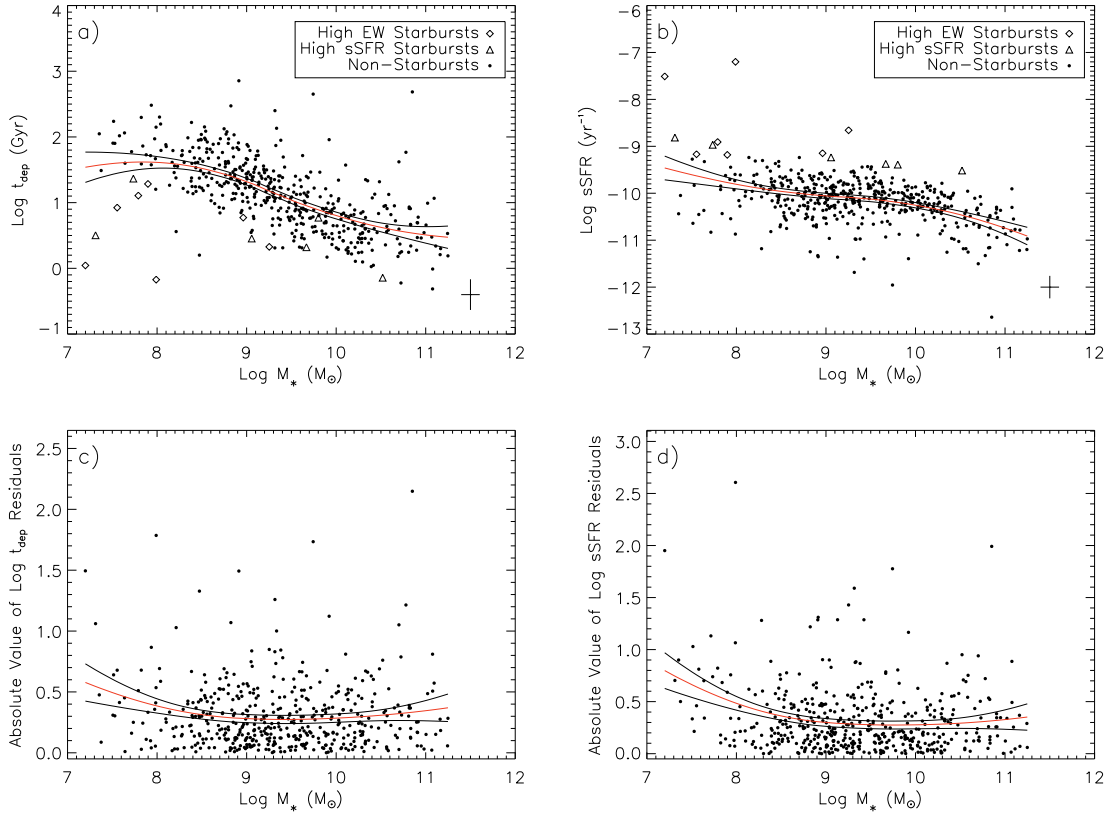 a)
High EW Starbursts
High sSFR Starbursts
Non-Starbursts
Log t_dep (Gyr)
4
3
2
1
0
−1
7 8 9 10 11 12
Log M_* (M_⊙)
b)
High EW Starbursts
High sSFR Starbursts
Non-Starbursts
Log sSFR (yr⁻¹)
−6
−7
−8
−9
−10
−11
−12
−13
7 8 9 10 11 12
Log M_* (M_⊙)
c)
Absolute Value of Log t_dep Residuals
2.5
2.0
1.5
1.0
0.5
0.0
7 8 9 10 11 12
Log M_* (M_⊙)
d)
Absolute Value of Log sSFR Residuals
3.0
2.5
2.0
1.5
1.0
0.5
0.0
7 8 9 10 11 12
Log M_* (M_⊙)